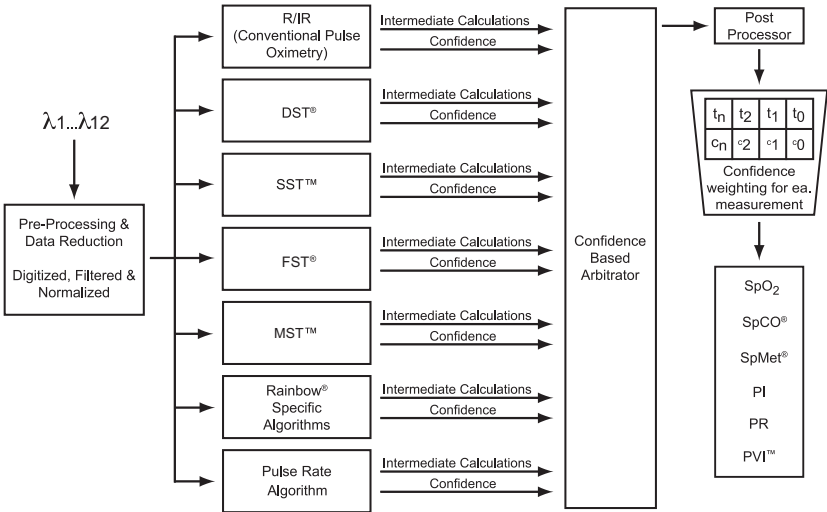 λ1...λ12
Pre-Processing &
Data Reduction
Digitized, Filtered &
Normalized
R/IR
(Conventional Pulse
Oximetry)
Intermediate Calculations
Confidence
DST®
Intermediate Calculations
Confidence
SST™
Intermediate Calculations
Confidence
FST®
Intermediate Calculations
Confidence
MST™
Intermediate Calculations
Confidence
Rainbow®
Specific
Algorithms
Intermediate Calculations
Confidence
Pulse Rate
Algorithm
Intermediate Calculations
Confidence
Confidence
Based
Arbitrator
Post
Processor
tn t2 t1 t0
cn c2 c1 c0
Confidence
weighting for ea.
measurement
SpO2
SpCO®
SpMet®
PI
PR
PVI™